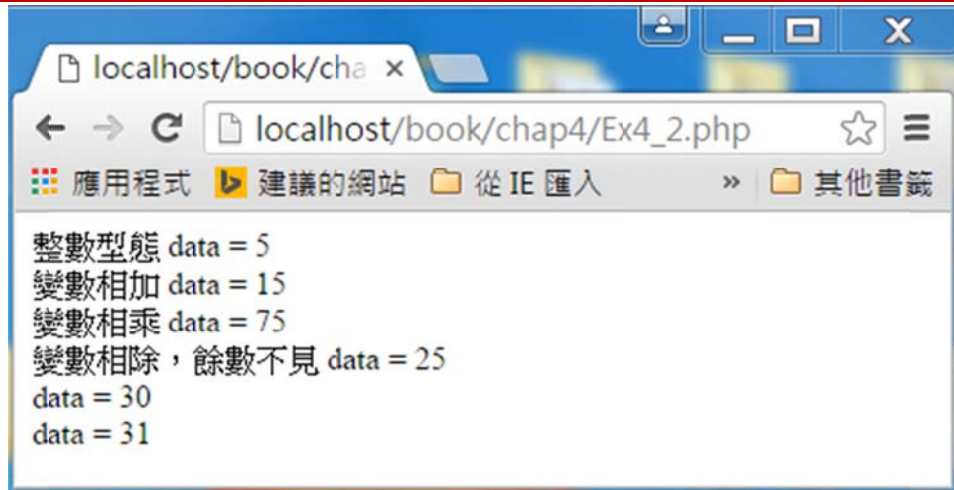 localhost/book/cha
localhost/book/chap4/Ex4_2.php
應用程式 建議的網站 從 IE 匯入 » 其他書籤
整數型態 data = 5
變數相加 data = 15
變數相乘 data = 75
變數相除，餘數不見 data = 25
data = 30
data = 31